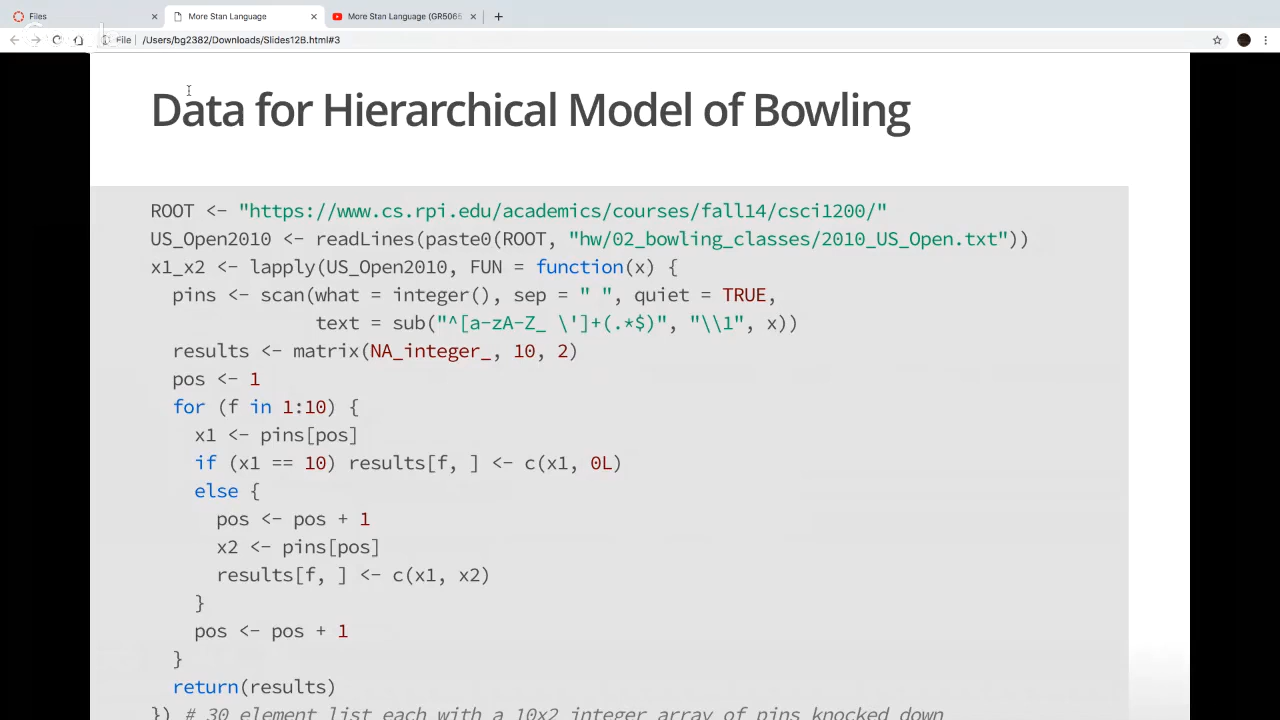 Files
More Stan Language
More Stan Language (GR5065
File | /Users/bg2382/Downloads/Slides12B.html#3
Data for Hierarchical Model of Bowling
ROOT <- "https://www.cs.rpi.edu/academics/courses/fall14/csci1200/"
US_Open2010 <- readLines(paste0(ROOT, "hw/02_bowling_classes/2010_US_Open.txt"))
x1_x2 <- lapply(US_Open2010, FUN = function(x) {
  pins <- scan(what = integer(), sep = " ", quiet = TRUE,
               text = sub("^[a-zA-Z_ \']+(.*$)", "\\1", x))
  results <- matrix(NA_integer_, 10, 2)
  pos <- 1
  for (f in 1:10) {
    x1 <- pins[pos]
    if (x1 == 10) results[f, ] <- c(x1, 0L)
    else {
      pos <- pos + 1
      x2 <- pins[pos]
      results[f, ] <- c(x1, x2)
    }
    pos <- pos + 1
  }
  return(results)
}) # 30 element list each with a 10x2 integer array of pins knocked down